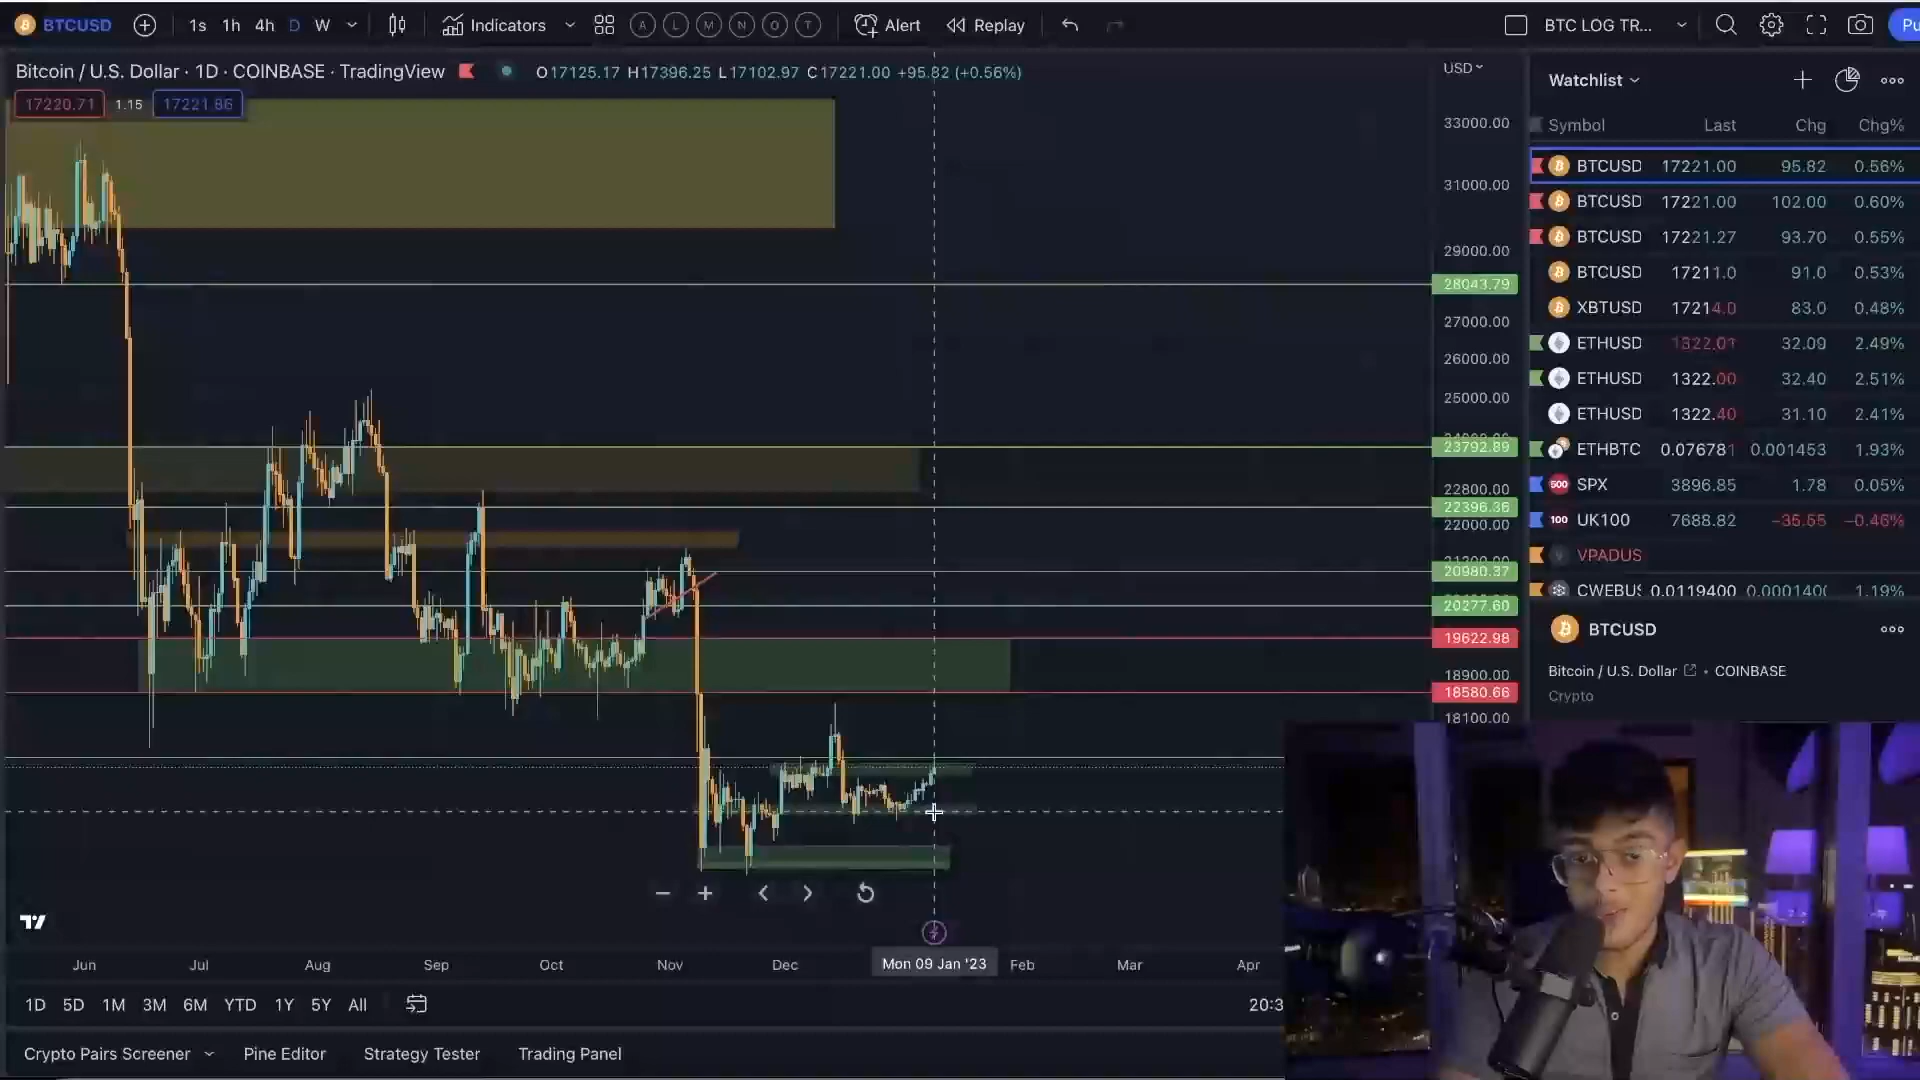 BTCUSD 1s 1h 4h D W Indicators A L M N O T Alert Replay BTC LOG TR... Pu
Bitcoin / U.S. Dollar · 1D · COINBASE · TradingView O17125.17 H17396.25 L17102.97 C17221.00 +95.82 (+0.56%) USD
17220.71 1.15 17221.86
33000.00
31000.00
29000.00
28043.79
27000.00
26000.00
25000.00
23792.89
22800.00
22396.36
22000.00
20980.37
20277.60
19622.98
18900.00
18580.66
18100.00
Watchlist
Symbol Last Chg Chg%
BTCUSD 17221.00 95.82 0.56%
BTCUSD 17221.00 102.00 0.60%
BTCUSD 17221.27 93.70 0.55%
BTCUSD 17211.0 91.0 0.53%
XBTUSD 17214.0 83.0 0.48%
ETHUSD 1322.01 32.09 2.49%
ETHUSD 1322.00 32.40 2.51%
ETHUSD 1322.40 31.10 2.41%
ETHBTC 0.076781 0.001453 1.93%
500 SPX 3896.85 1.78 0.05%
100 UK100 7688.82 −35.55 −0.46%
VPADUS
CWEBUS 0.0119400 0.000140( 1.19%
BTCUSD
Bitcoin / U.S. Dollar • COINBASE
Crypto
Jun Jul Aug Sep Oct Nov Dec Mon 09 Jan '23 Feb Mar Apr
1D 5D 1M 3M 6M YTD 1Y 5Y All 20:3
Crypto Pairs Screener Pine Editor Strategy Tester Trading Panel